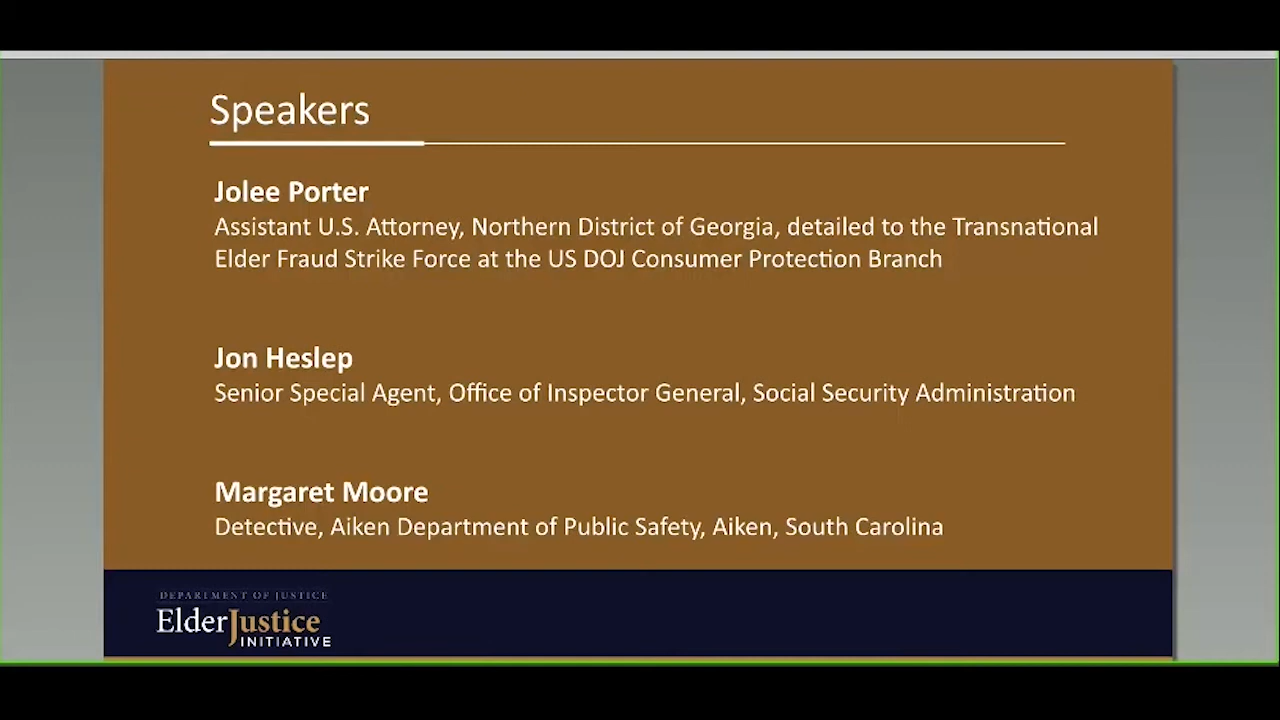 Speakers
Jolee Porter
Assistant U.S. Attorney, Northern District of Georgia, detailed to the Transnational
Elder Fraud Strike Force at the US DOJ Consumer Protection Branch
Jon Heslep
Senior Special Agent, Office of Inspector General, Social Security Administration
Margaret Moore
Detective, Aiken Department of Public Safety, Aiken, South Carolina
DEPARTMENT OF JUSTICE
ElderJustice
INITIATIVE